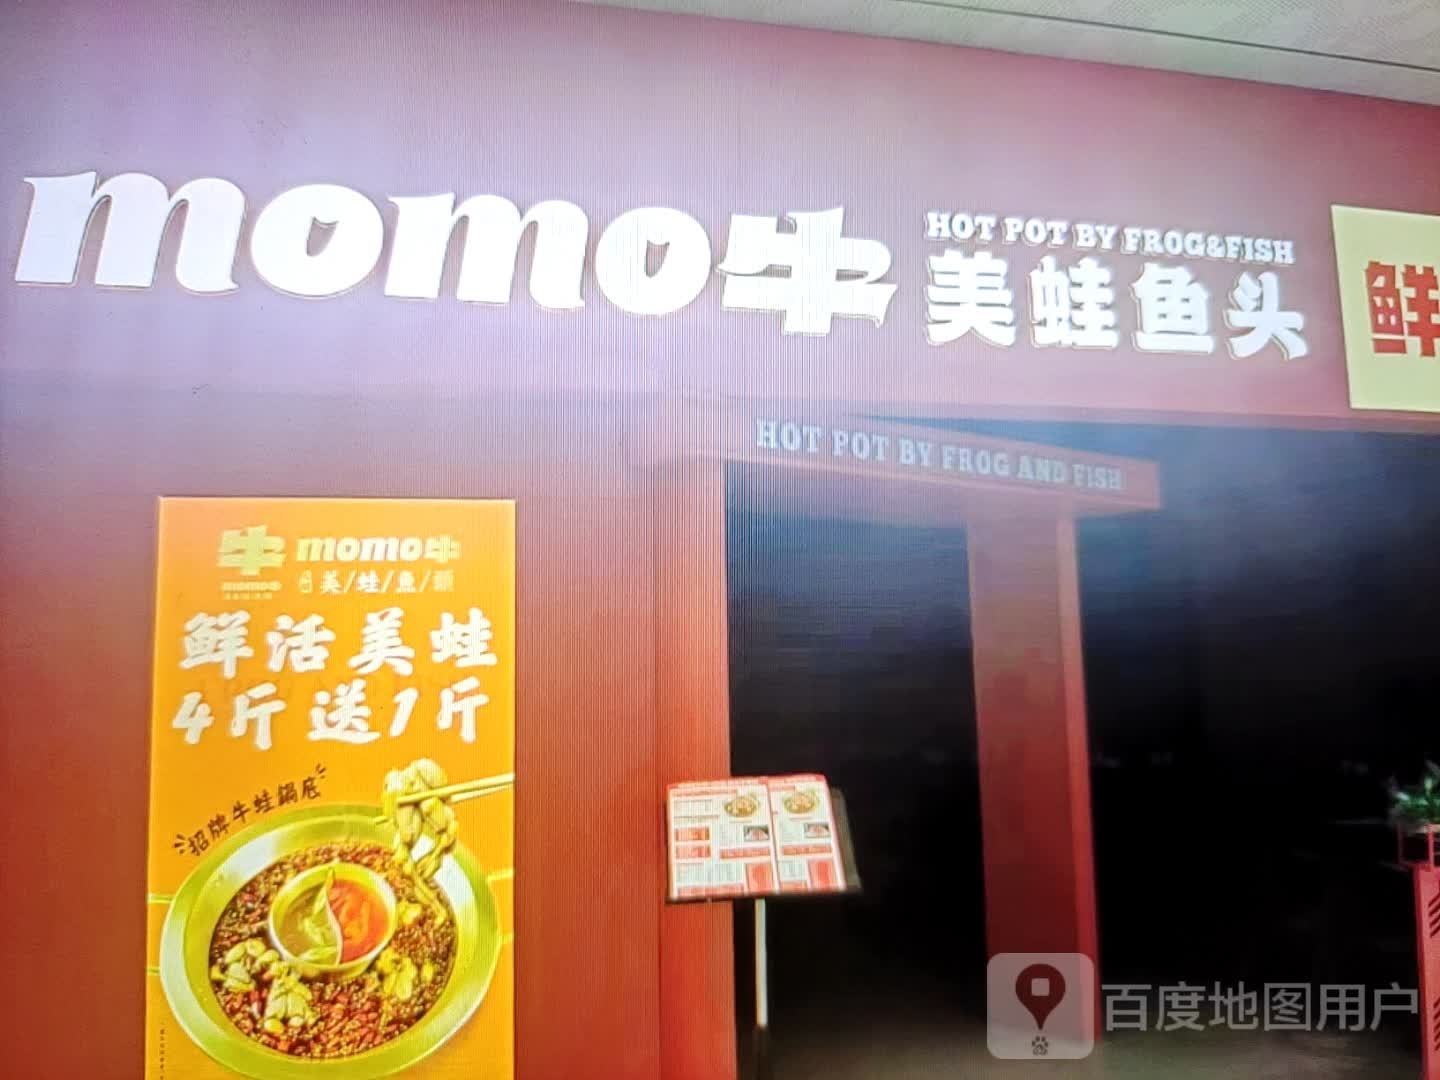 momo牛
HOT POT BY FROG&FISH
美蛙鱼头
鲜
HOT POT BY FROG AND FISH
牛
momo牛
美/蛙/鱼/頭
鲜活美蛙
4斤送1斤
招牌牛蛙鍋底
百度地图用户